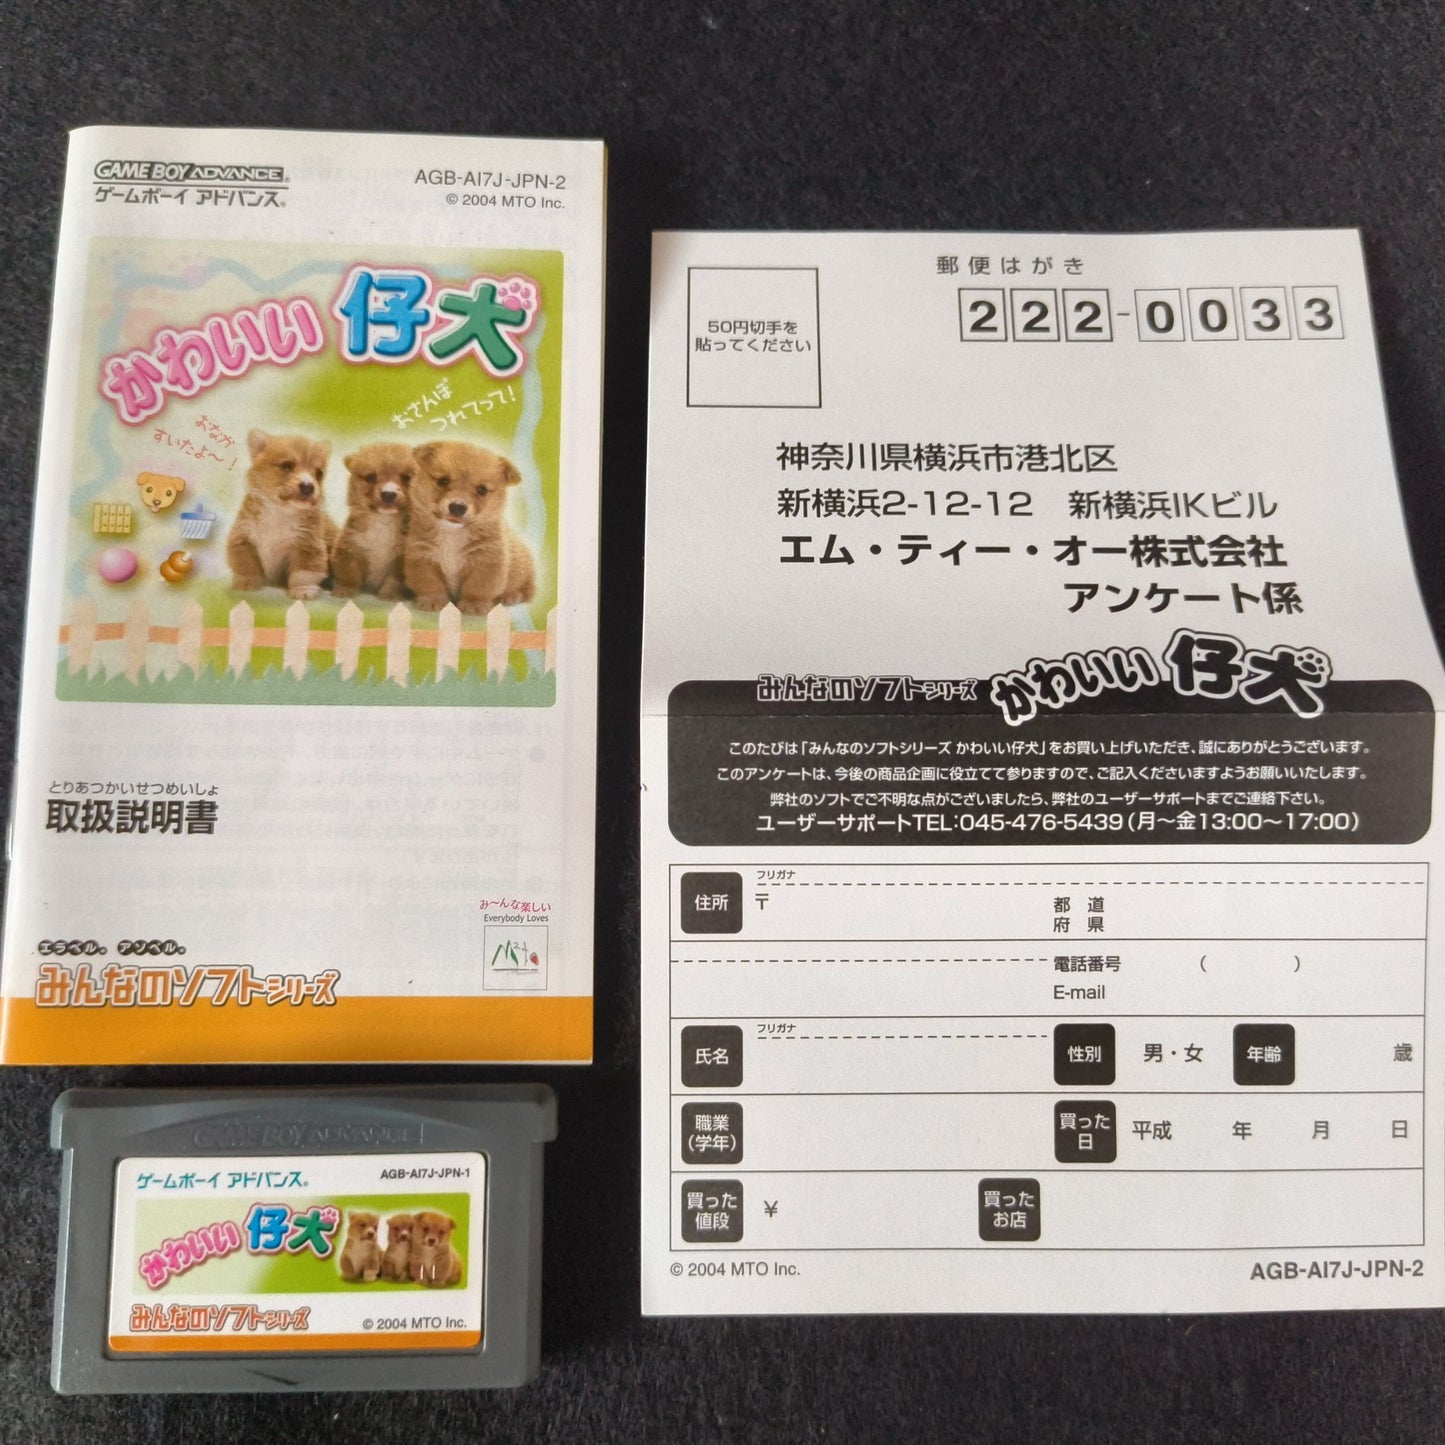 GAME BOY ADVANCE
ゲームボーイ アドバンス。
AGB-AI7J-JPN-2
© 2004 MTO Inc.
かわいい仔犬
おさんぽ
つれてって！
おなか
すいたよ〜！
とりあつかいせつめいしょ
取扱説明書
み〜んな楽しい
Everybody Loves
エラベル。アソベル。
みんなのソフトシリーズ
GAME BOY ADVANCE
ゲームボーイ アドバンス。
AGB-AI7J-JPN-1
かわいい仔犬
みんなのソフトシリーズ
© 2004 MTO Inc.
郵便はがき
50円切手を
貼ってください
222-0033
神奈川県横浜市港北区
新横浜2-12-12 新横浜IKビル
エム・ティー・オー株式会社
アンケート係
みんなのソフトシリーズ かわいい仔犬
このたびは「みんなのソフトシリーズ かわいい仔犬」をお買い上げいただき、誠にありがとうございます。
このアンケートは、今後の商品企画に役立てて参りますので、ご記入くださいますようお願いいたします。
弊社のソフトでご不明な点がございましたら、弊社のユーザーサポートまでご連絡下さい。
ユーザーサポートTEL:045-476-5439(月〜金13:00〜17:00)
フリガナ
住所 〒 都道
府県
電話番号 ( )
E-mail
フリガナ
氏名 性別 男・女 年齢 歳
職業
(学年)
買った
日
平成 年 月 日
買った
値段
¥
買った
お店
© 2004 MTO Inc.
AGB-AI7J-JPN-2